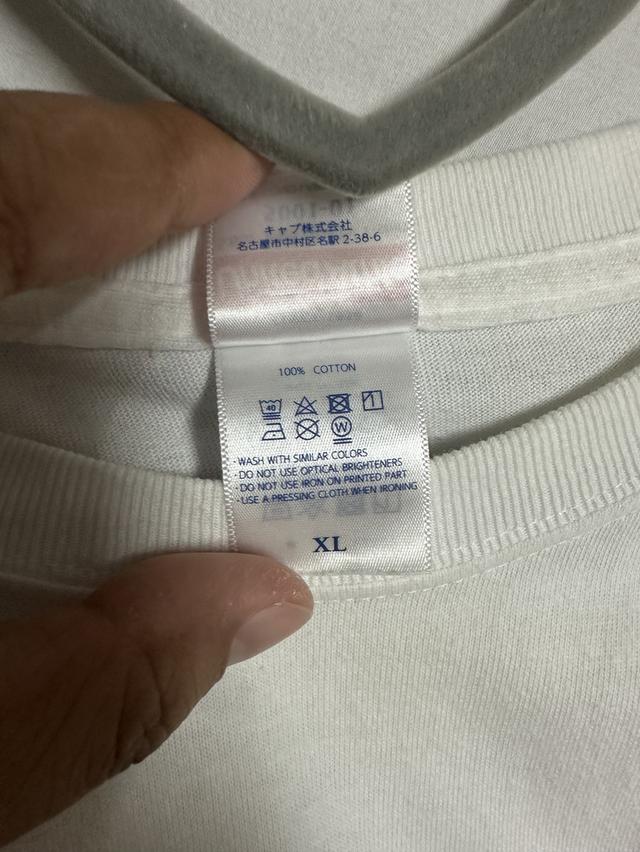 キャブ株式会社
名古屋市中村区名駅 2-38-6
100% COTTON
40
W
· WASH WITH SIMILAR COLORS
· DO NOT USE OPTICAL BRIGHTENERS
· DO NOT USE IRON ON PRINTED PART
· USE A PRESSING CLOTH WHEN IRONING
XL